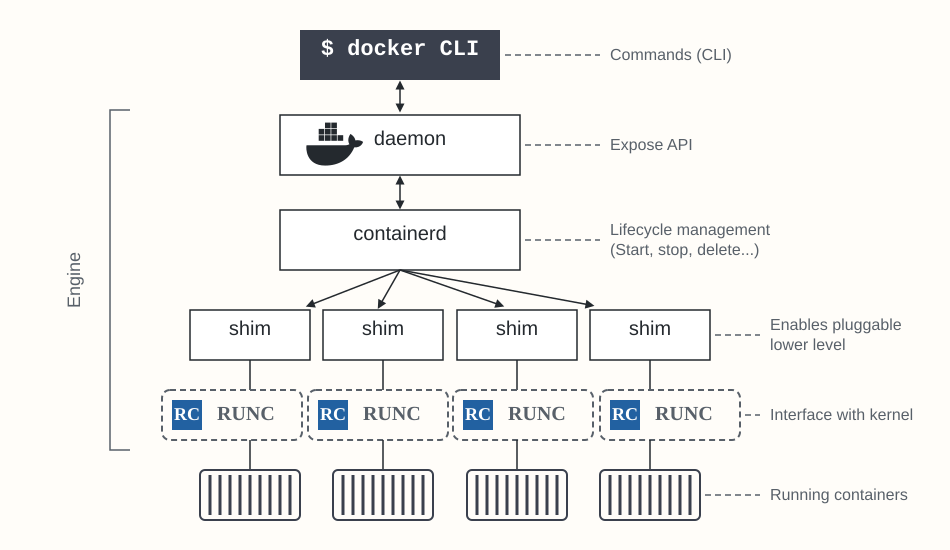 $ docker CLI
Commands (CLI)
daemon
Expose API
containerd
Lifecycle management
(Start, stop, delete...)
Engine
shim shim shim shim
Enables pluggable
lower level
RC RUNC RC RUNC RC RUNC RC RUNC
Interface with kernel
Running containers